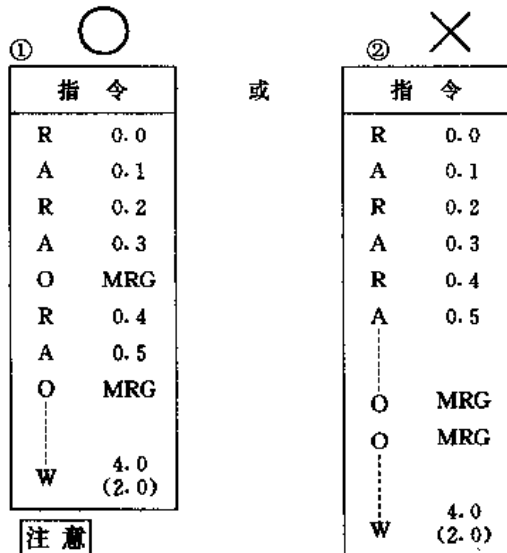 ① ○
指 令
R 0.0
A 0.1
R 0.2
A 0.3
O MRG
R 0.4
A 0.5
O MRG
W 4.0
(2.0)
注 意
或
② ×
指 令
R 0.0
A 0.1
R 0.2
A 0.3
R 0.4
A 0.5
O MRG
O MRG
W 4.0
(2.0)